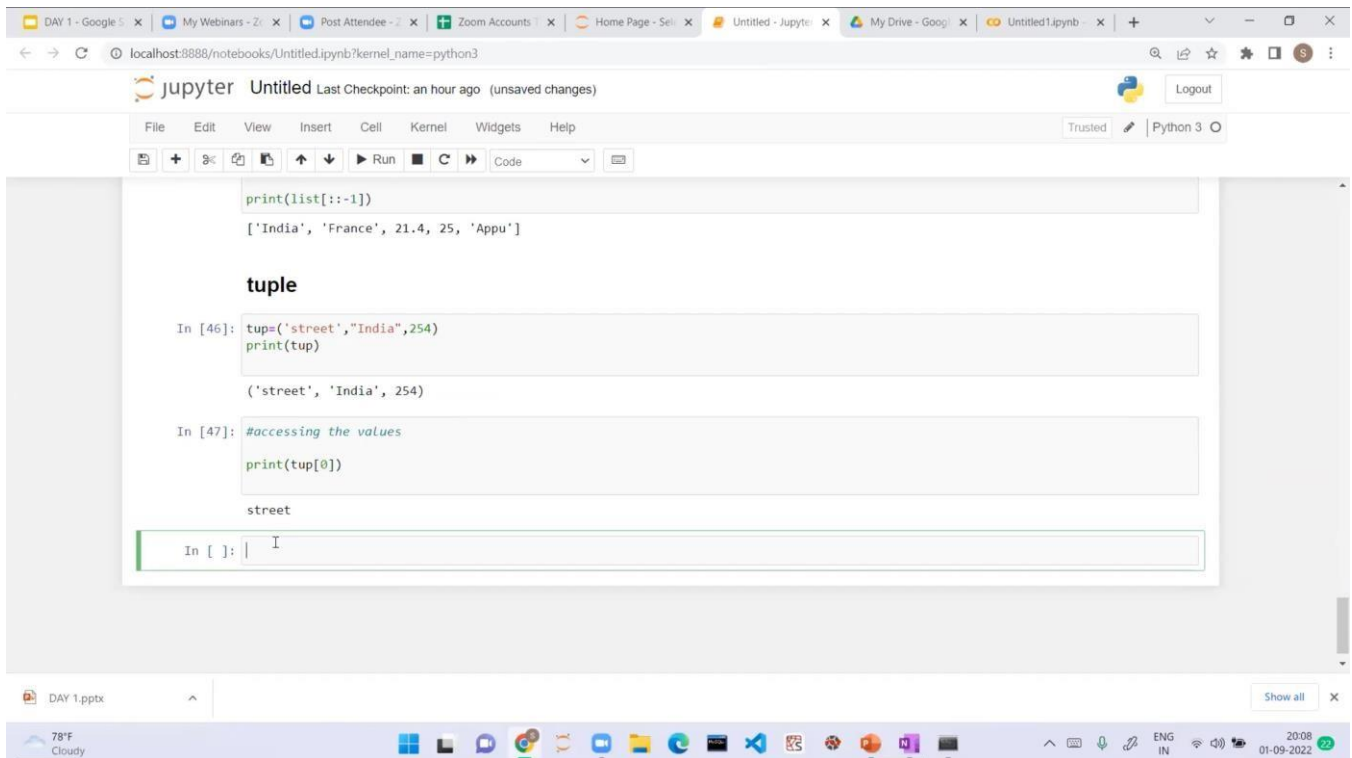 DAY 1 - Google S
My Webinars - Zo
Post Attendee - Z
Zoom Accounts T
Home Page - Sele
Untitled - Jupyter
My Drive - Googl
Untitled1.ipynb -
localhost:8888/notebooks/Untitled.ipynb?kernel_name=python3
S
jupyter Untitled Last Checkpoint: an hour ago (unsaved changes)
Logout
File Edit View Insert Cell Kernel Widgets Help
Trusted Python 3
Run Code
print(list[::-1])
['India', 'France', 21.4, 25, 'Appu']
tuple
In [46]: tup=('street',"India",254)
print(tup)
('street', 'India', 254)
In [47]: #accessing the values
print(tup[0])
street
In [ ]:
DAY 1.pptx
Show all
78°F
Cloudy
ENG
IN
20:08
01-09-2022
22